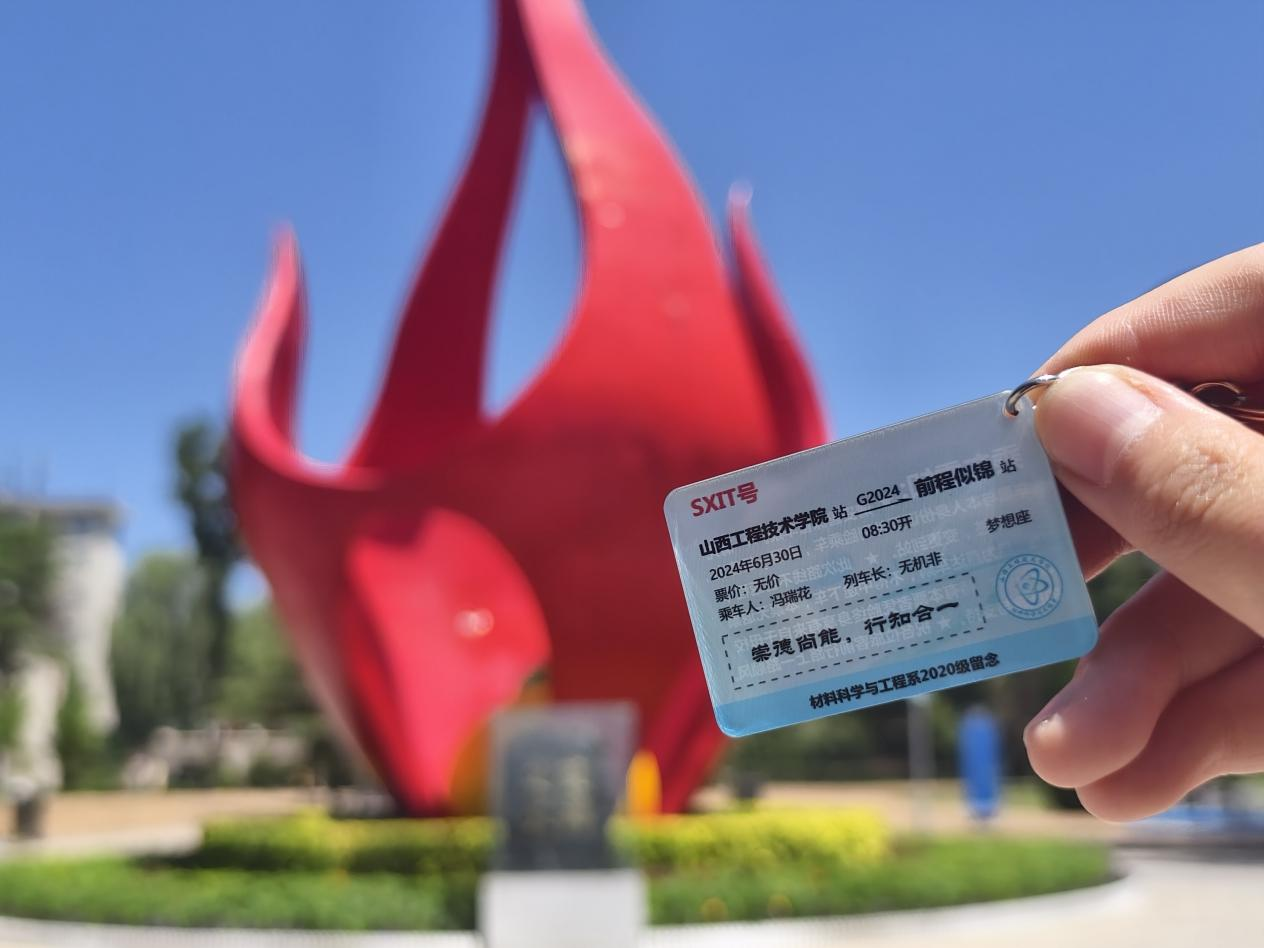 SXIT号
山西工程技术学院 站 G2024 前程似锦 站
2024年6月30日 08:30开 梦想座
票价：无价 列车长：无机非
乘车人：冯瑞花
崇德尚能，行知合一
材料科学与工程系2020级留念